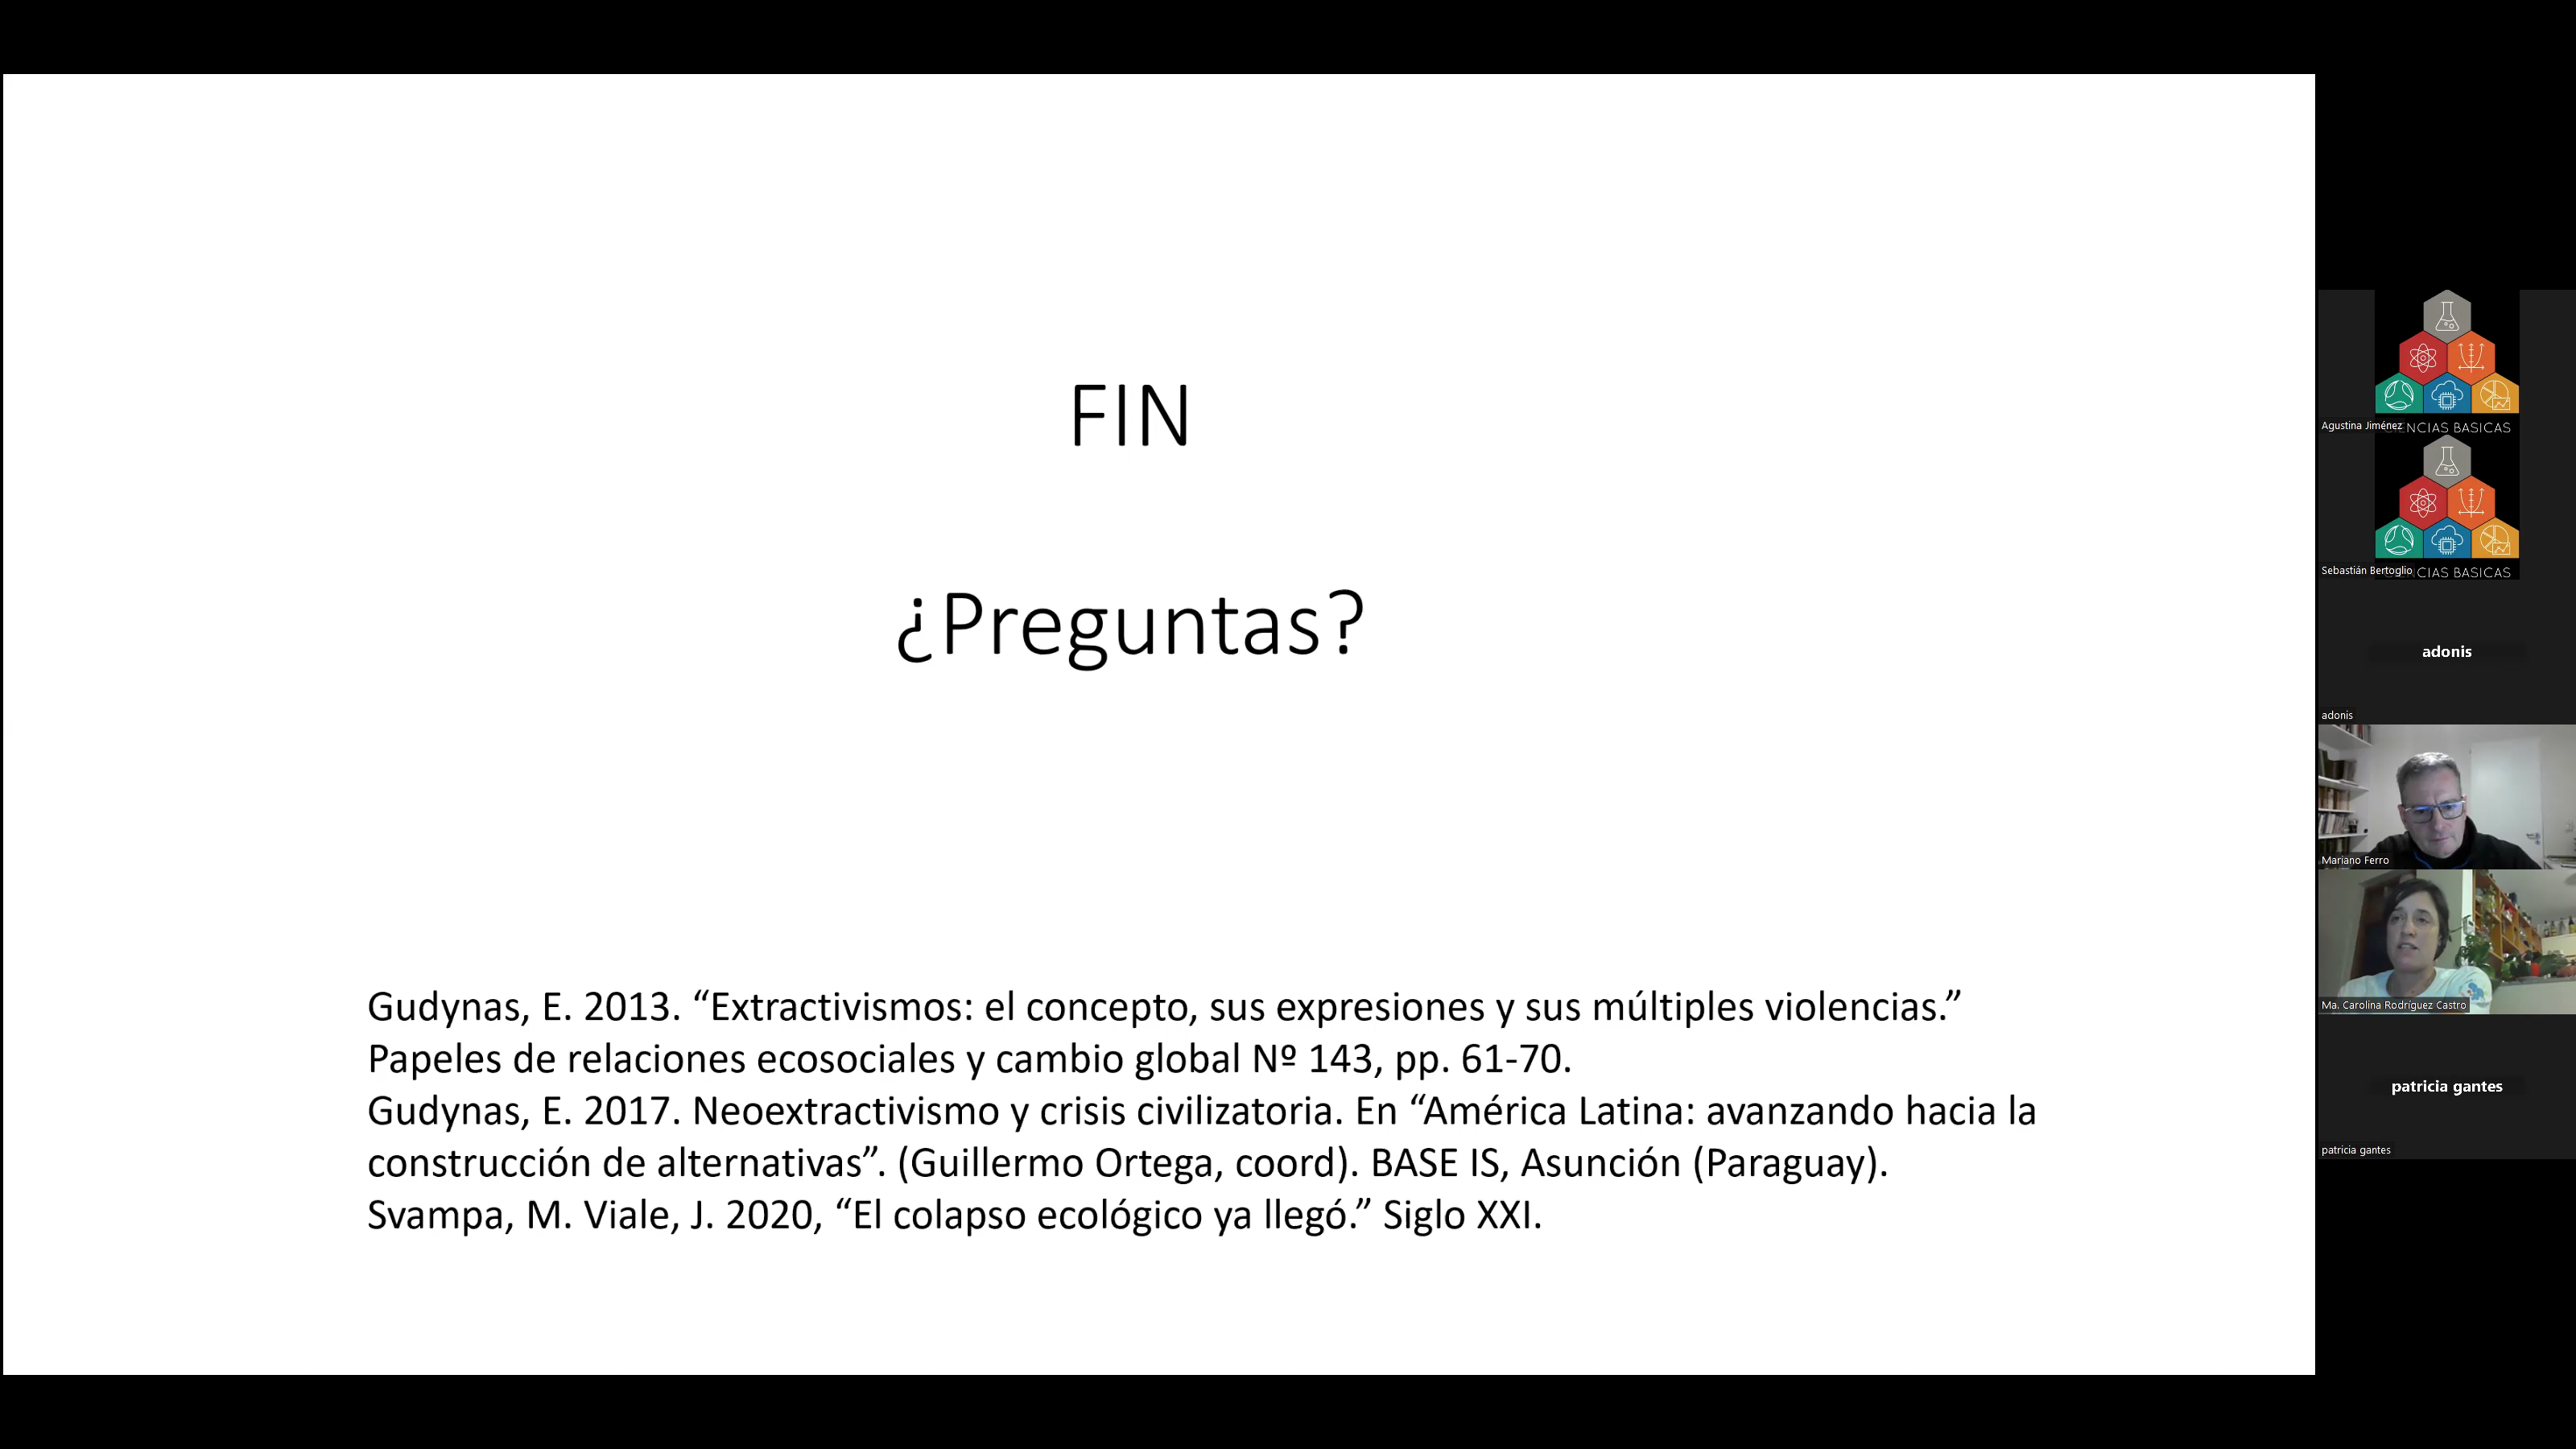 FIN
¿Preguntas?
Gudynas, E. 2013. “Extractivismos: el concepto, sus expresiones y sus múltiples violencias.”
Papeles de relaciones ecosociales y cambio global Nº 143, pp. 61-70.
Gudynas, E. 2017. Neoextractivismo y crisis civilizatoria. En “América Latina: avanzando hacia la
construcción de alternativas”. (Guillermo Ortega, coord). BASE IS, Asunción (Paraguay).
Svampa, M. Viale, J. 2020, “El colapso ecológico ya llegó.” Siglo XXI.
Agustina Jiménez
NCIAS BASICAS
Sebastián Bertoglio
CIAS BASICAS
adonis
adonis
Mariano Ferro
Ma. Carolina Rodríguez Castro
patricia gantes
patricia gantes